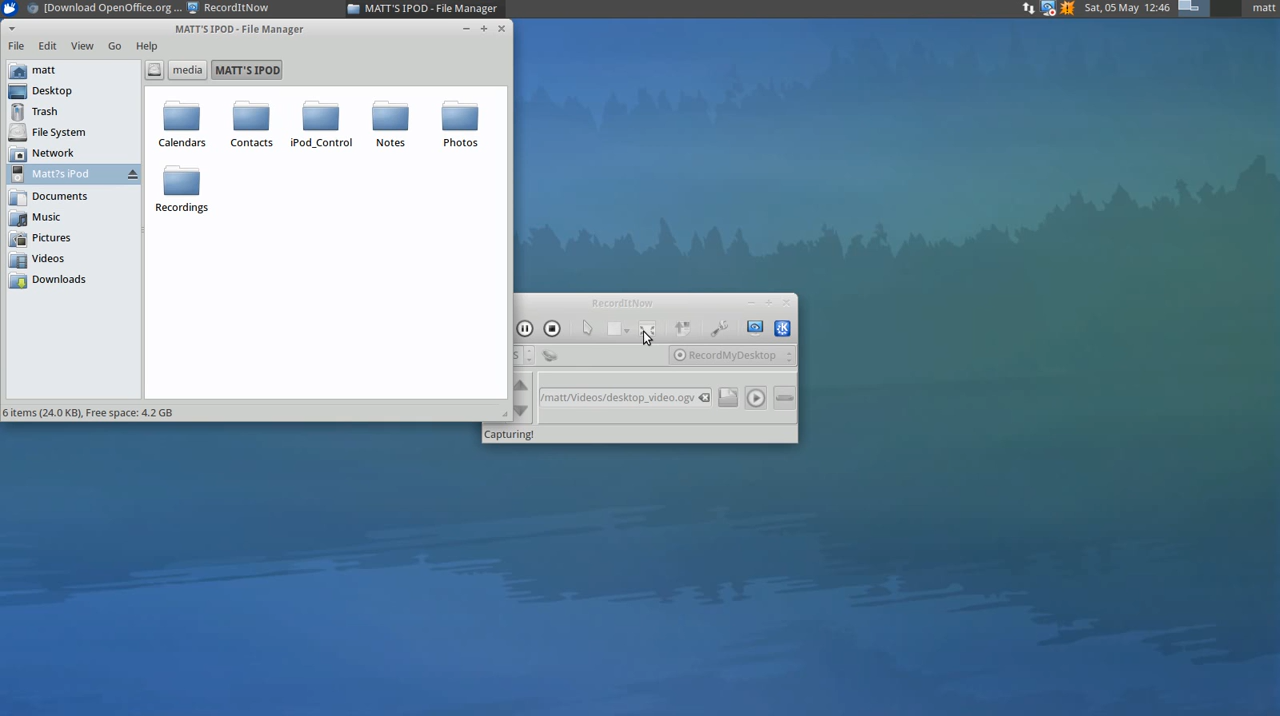 [Download OpenOffice.org ...
RecordItNow
MATT'S IPOD - File Manager
Sat, 05 May 12:46
matt
MATT'S IPOD - File Manager
File Edit View Go Help
media
MATT'S IPOD
matt
Desktop
Trash
File System
Network
Matt?s iPod
Documents
Music
Pictures
Videos
Downloads
Calendars
Contacts
iPod_Control
Notes
Photos
Recordings
6 items (24.0 KB), Free space: 4.2 GB
RecordItNow
S
RecordMyDesktop
/matt/Videos/desktop_video.ogv
Capturing!